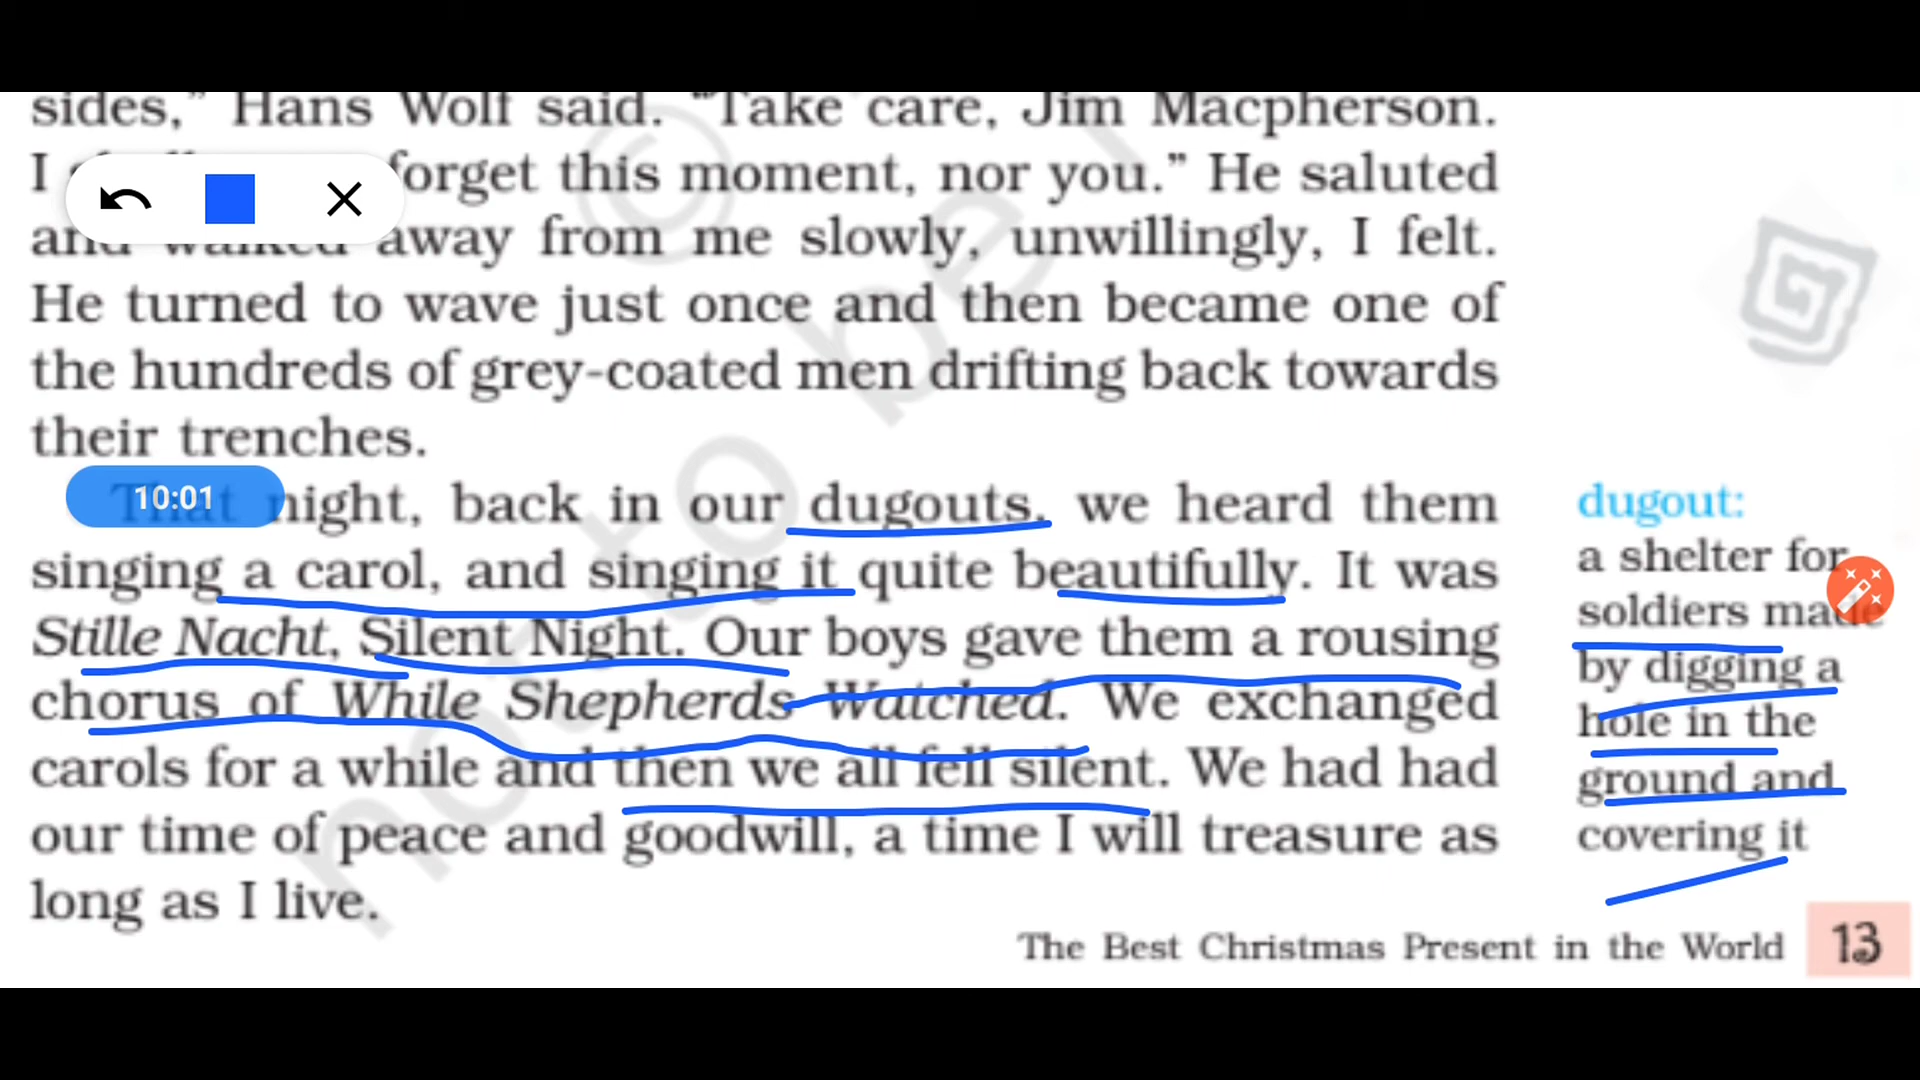 sides,” Hans Wolf said. “Take care, Jim Macpherson.
I forget this moment, nor you.” He saluted
and walked away from me slowly, unwillingly, I felt.
He turned to wave just once and then became one of
the hundreds of grey-coated men drifting back towards
their trenches.
10:01
That night, back in our dugouts, we heard them
singing a carol, and singing it quite beautifully. It was
Stille Nacht, Silent Night. Our boys gave them a rousing
chorus of While Shepherds Watched. We exchanged
carols for a while and then we all fell silent. We had had
our time of peace and goodwill, a time I will treasure as
long as I live.
dugout:
a shelter for
soldiers made
by digging a
hole in the
ground and
covering it
The Best Christmas Present in the World 13
not to be
©